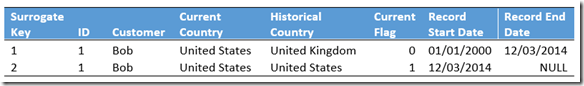 Surrogate Key ID Customer Current Country Historical Country Current Flag Record Start Date Record End Date
1 1 Bob United States United Kingdom 0 01/01/2000 12/03/2014
2 1 Bob United States United States 1 12/03/2014 NULL